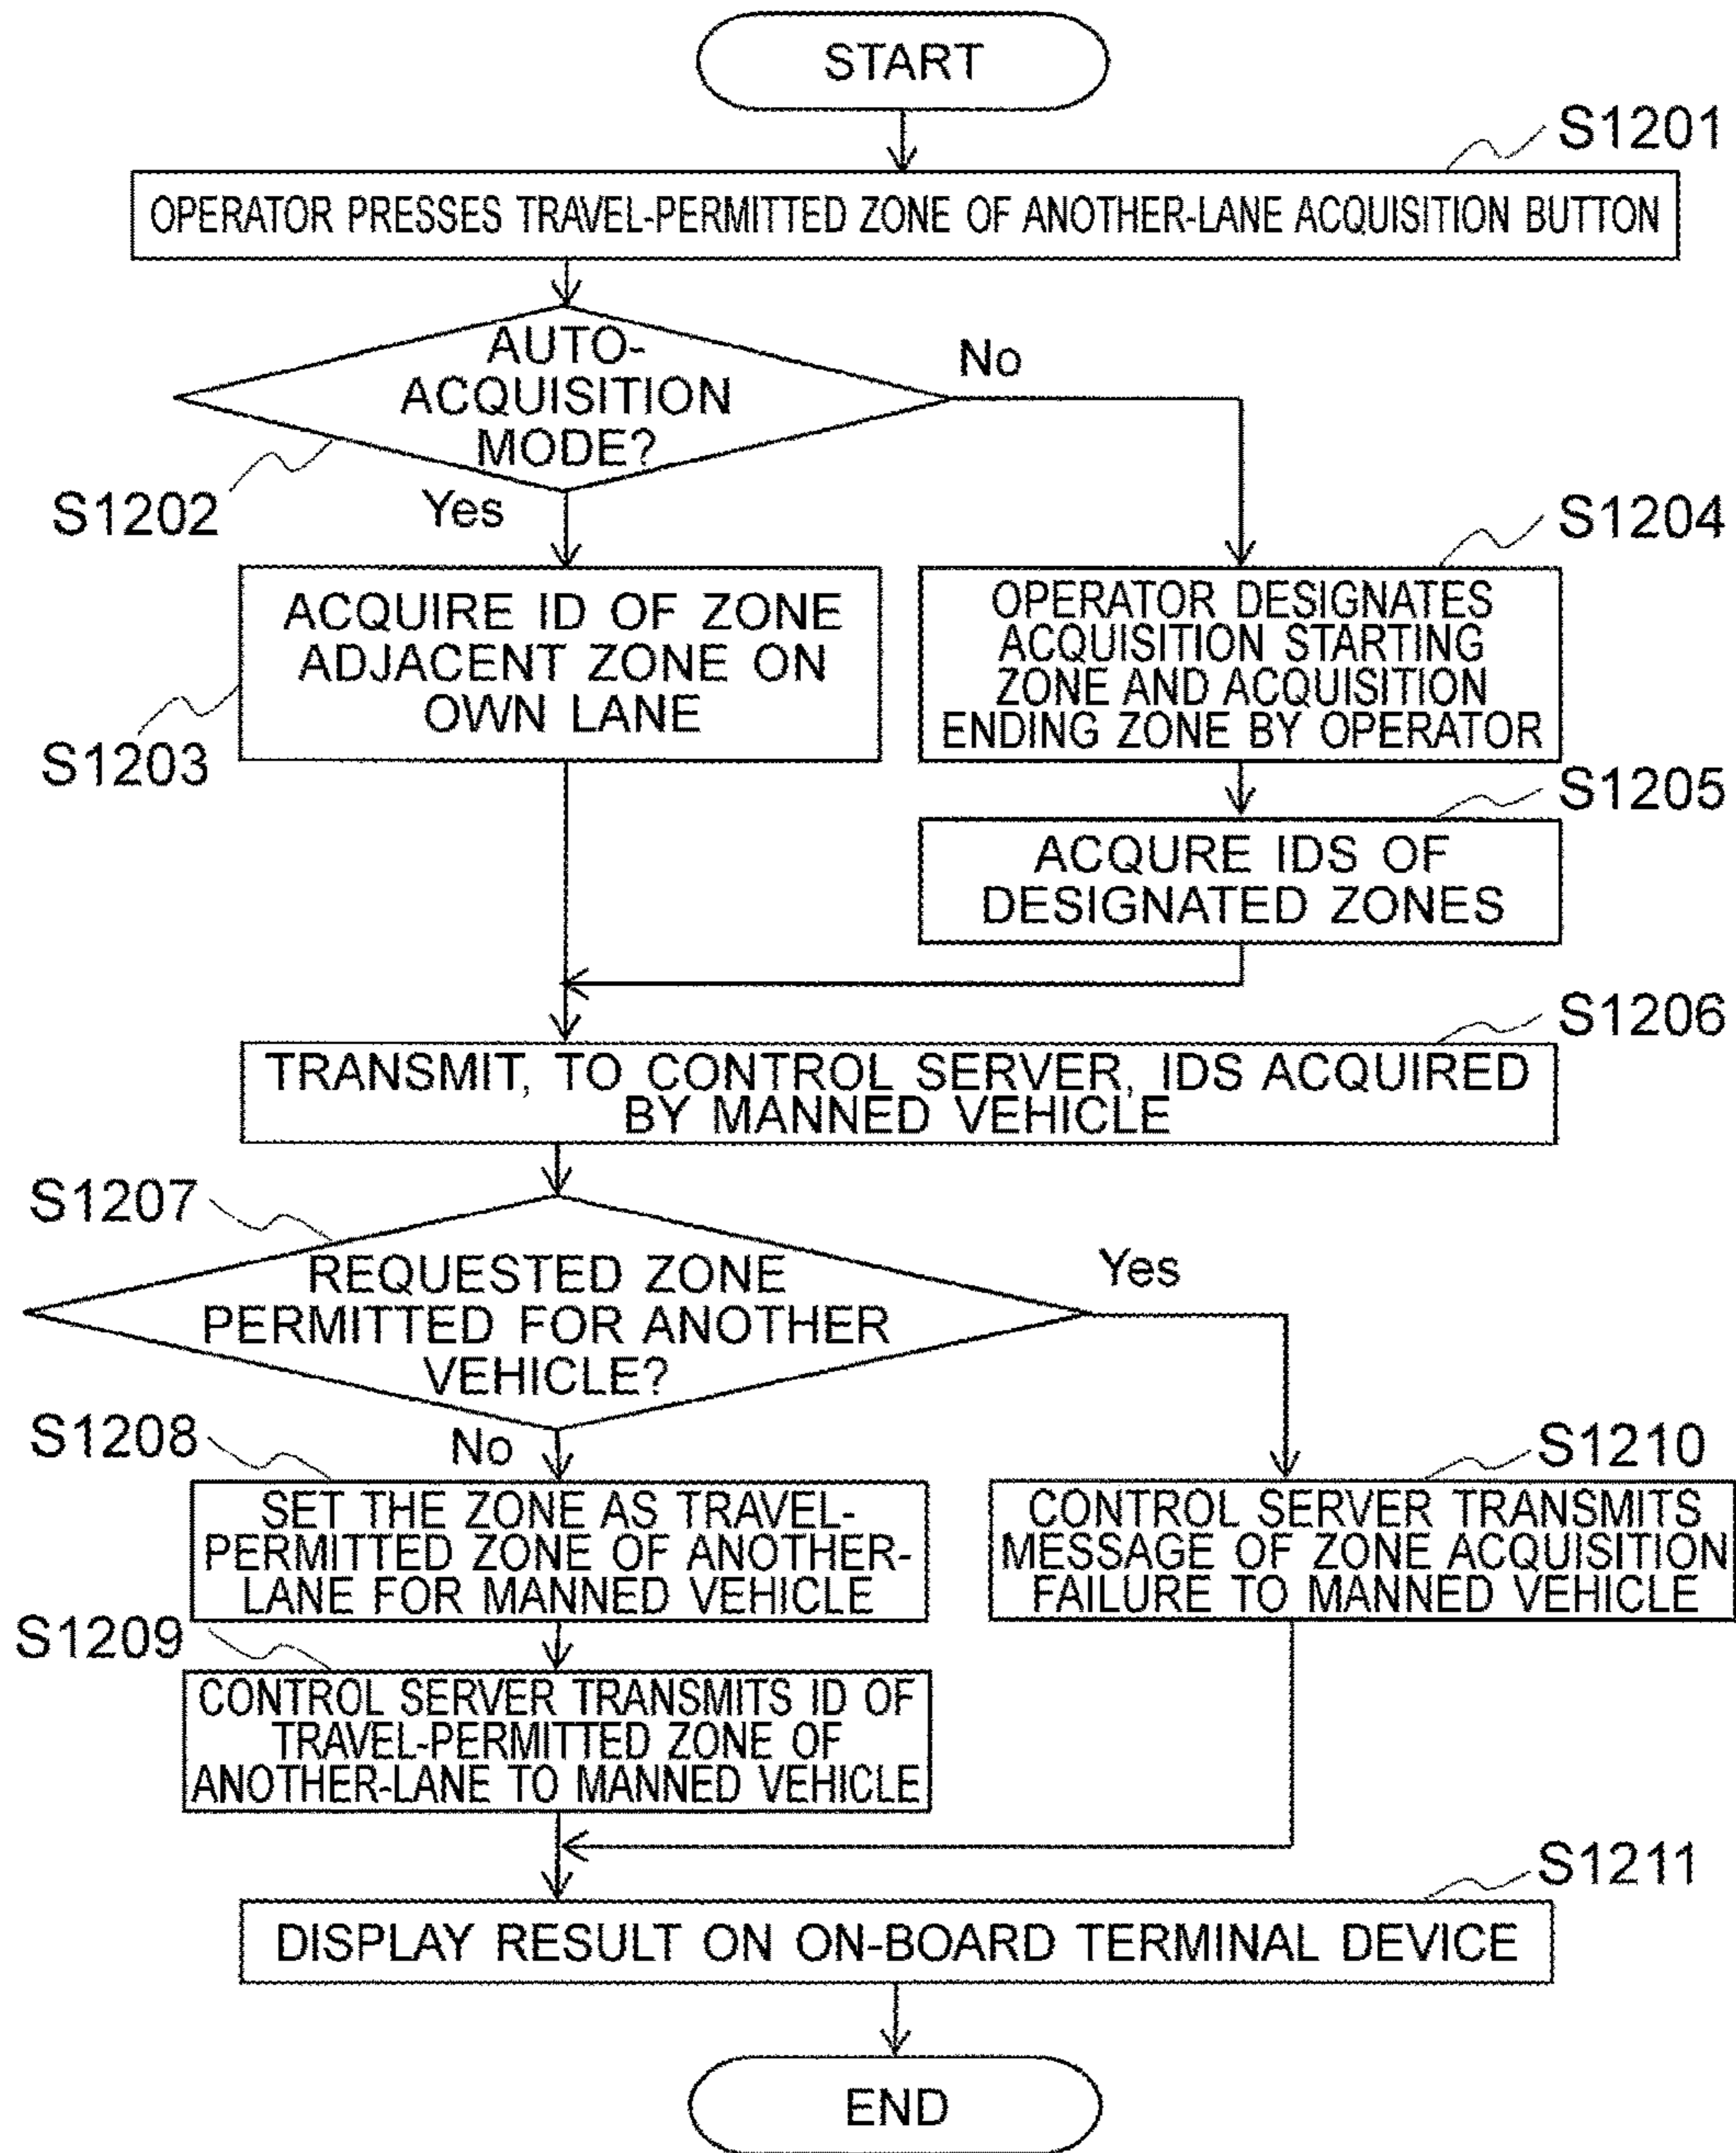 START
S1201
OPERATOR PRESSES TRAVEL-PERMITTED ZONE OF ANOTHER-LANE ACQUISITION BUTTON
AUTO-
ACQUISITION
MODE?
No
S1202
Yes
S1204
ACQUIRE ID OF ZONE
ADJACENT ZONE ON
OWN LANE
S1203
OPERATOR DESIGNATES
ACQUISITION STARTING
ZONE AND ACQUISITION
ENDING ZONE BY OPERATOR
S1205
ACQURE IDS OF
DESIGNATED ZONES
S1206
TRANSMIT, TO CONTROL SERVER, IDS ACQUIRED
BY MANNED VEHICLE
S1207
REQUESTED ZONE
PERMITTED FOR ANOTHER
VEHICLE?
Yes
S1208
No
SET THE ZONE AS TRAVEL-
PERMITTED ZONE OF ANOTHER-
LANE FOR MANNED VEHICLE
S1210
CONTROL SERVER TRANSMITS
MESSAGE OF ZONE ACQUISITION
FAILURE TO MANNED VEHICLE
S1209
CONTROL SERVER TRANSMITS ID OF
TRAVEL-PERMITTED ZONE OF
ANOTHER-LANE TO MANNED VEHICLE
S1211
DISPLAY RESULT ON ON-BOARD TERMINAL DEVICE
END